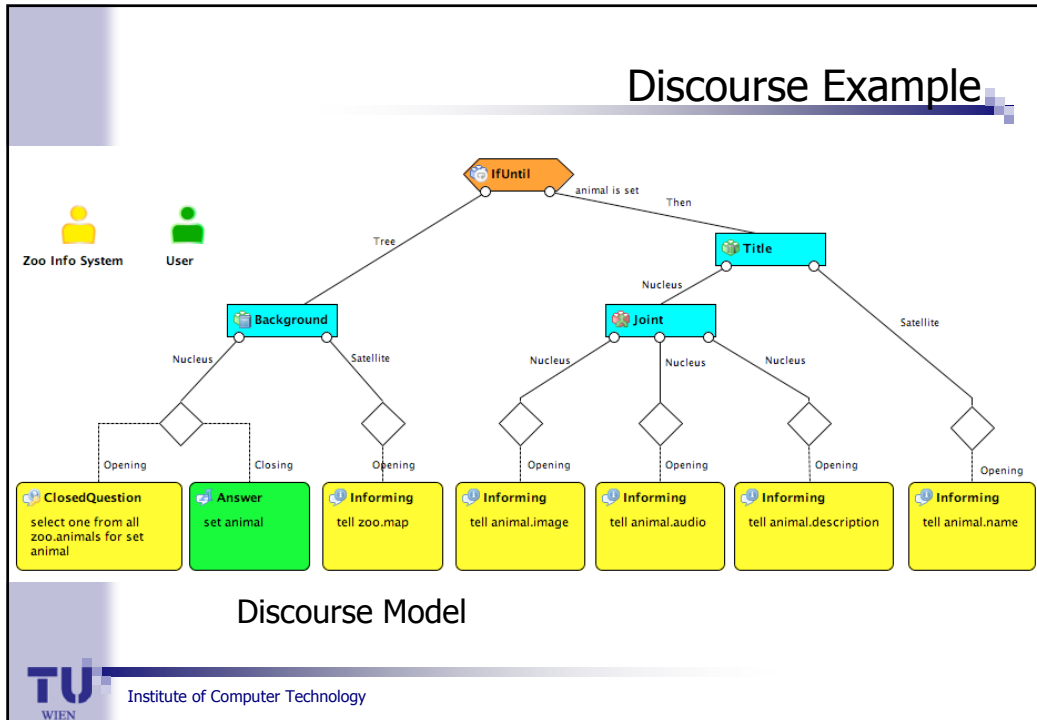 Discourse Example
IfUntil
animal is set
Then
Tree
Title
Zoo Info System
User
Nucleus
Background
Joint
Satellite
Nucleus
Satellite
Nucleus
Nucleus
Nucleus
Opening
Closing
Opening
Opening
Opening
Opening
Opening
ClosedQuestion
select one from all
zoo.animals for set
animal
Answer
set animal
Informing
tell zoo.map
Informing
tell animal.image
Informing
tell animal.audio
Informing
tell animal.description
Informing
tell animal.name
Discourse Model
TU
WIEN
Institute of Computer Technology